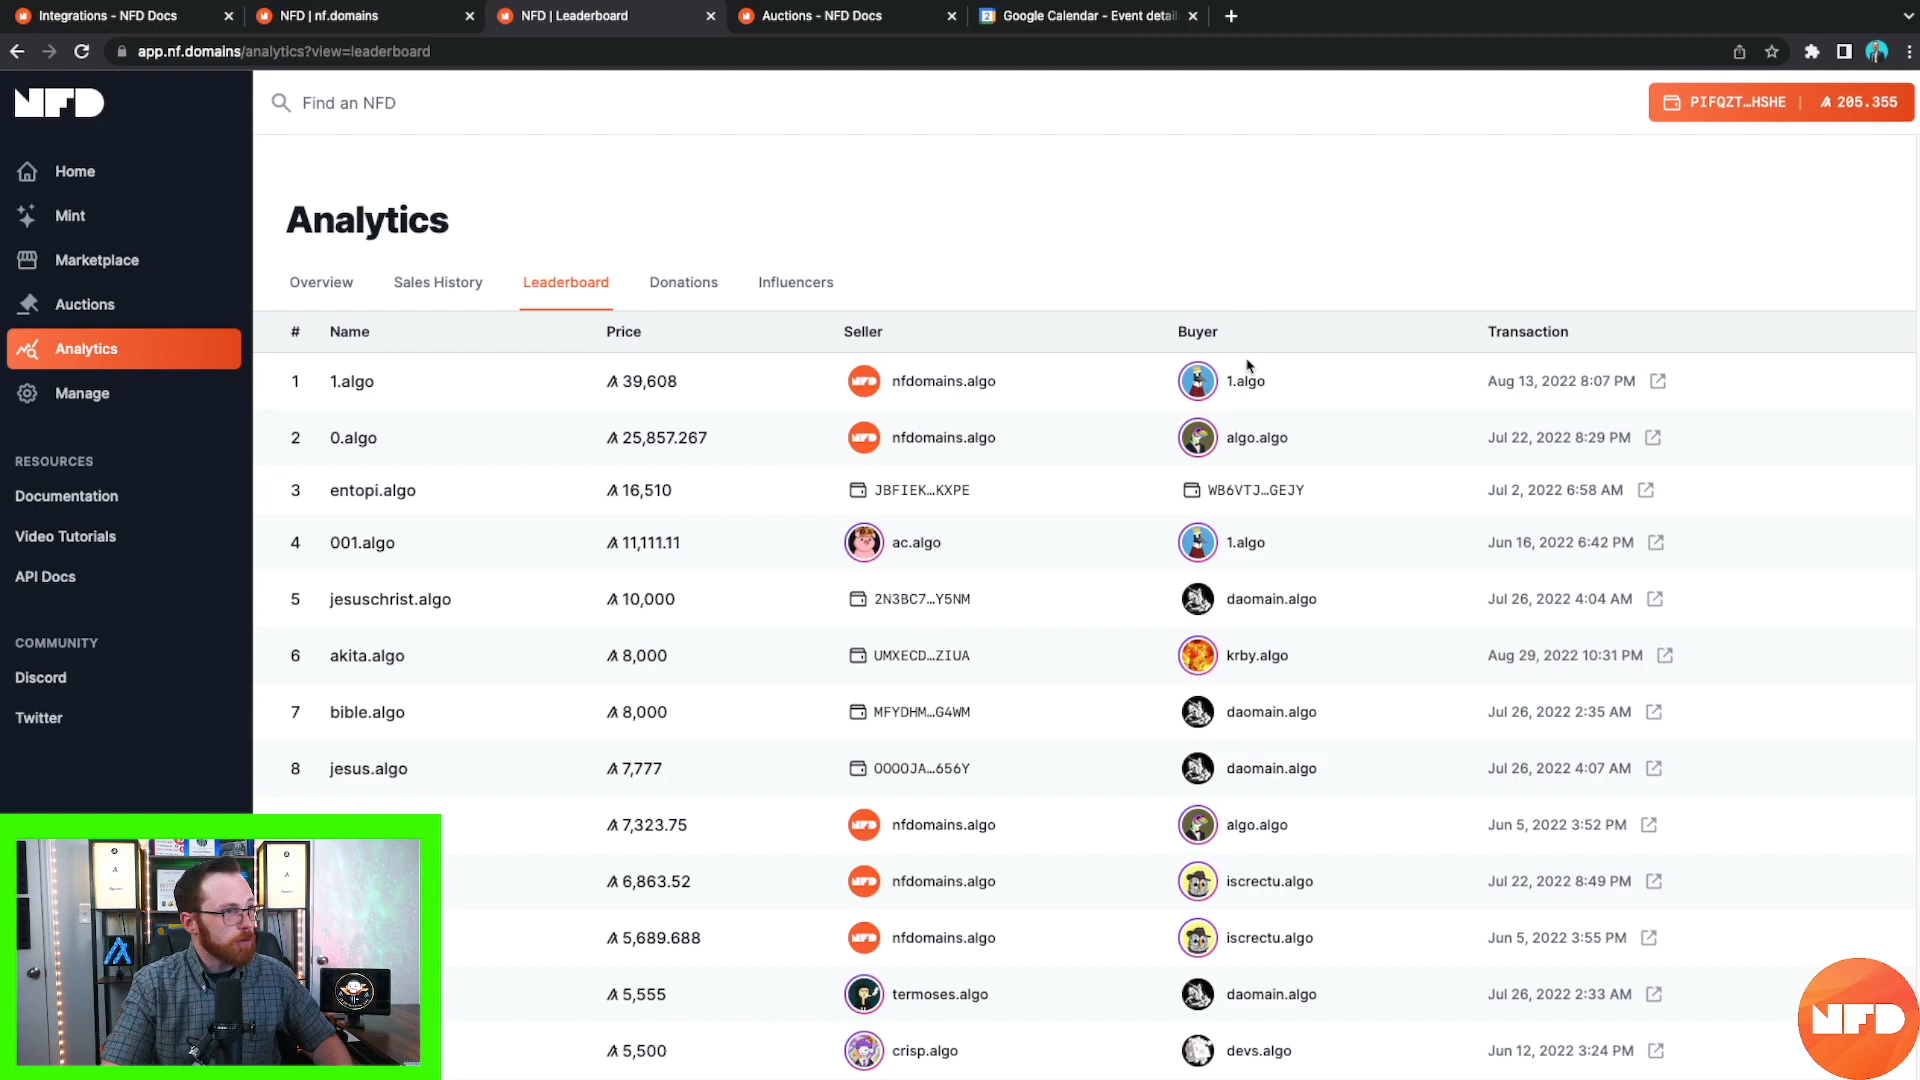 Integrations - NFD Docs
NFD | nf.domains
NFD | Leaderboard
Auctions - NFD Docs
Google Calendar - Event detail
app.nf.domains/analytics?view=leaderboard
NFD
Find an NFD
PIFQZT...HSHE | 205.355
Home
Mint
Marketplace
Auctions
Analytics
Manage
RESOURCES
Documentation
Video Tutorials
API Docs
COMMUNITY
Discord
Twitter
Analytics
Overview Sales History Leaderboard Donations Influencers
# Name Price Seller Buyer Transaction
1 1.algo 39,608 nfdomains.algo 1.algo Aug 13, 2022 8:07 PM
2 0.algo 25,857.267 nfdomains.algo algo.algo Jul 22, 2022 8:29 PM
3 entopi.algo 16,510 JBFIEK...KXPE WB6VTJ...GEJY Jul 2, 2022 6:58 AM
4 001.algo 11,111.11 ac.algo 1.algo Jun 16, 2022 6:42 PM
5 jesuschrist.algo 10,000 2N3BC7...Y5NM daomain.algo Jul 26, 2022 4:04 AM
6 akita.algo 8,000 UMXECD...ZIUA krby.algo Aug 29, 2022 10:31 PM
7 bible.algo 8,000 MFYDHM...G4WM daomain.algo Jul 26, 2022 2:35 AM
8 jesus.algo 7,777 OOOOJA...656Y daomain.algo Jul 26, 2022 4:07 AM
7,323.75 nfdomains.algo algo.algo Jun 5, 2022 3:52 PM
6,863.52 nfdomains.algo iscrectu.algo Jul 22, 2022 8:49 PM
5,689.688 nfdomains.algo iscrectu.algo Jun 5, 2022 3:55 PM
5,555 termoses.algo daomain.algo Jul 26, 2022 2:33 AM
5,500 crisp.algo devs.algo Jun 12, 2022 3:24 PM
NFD